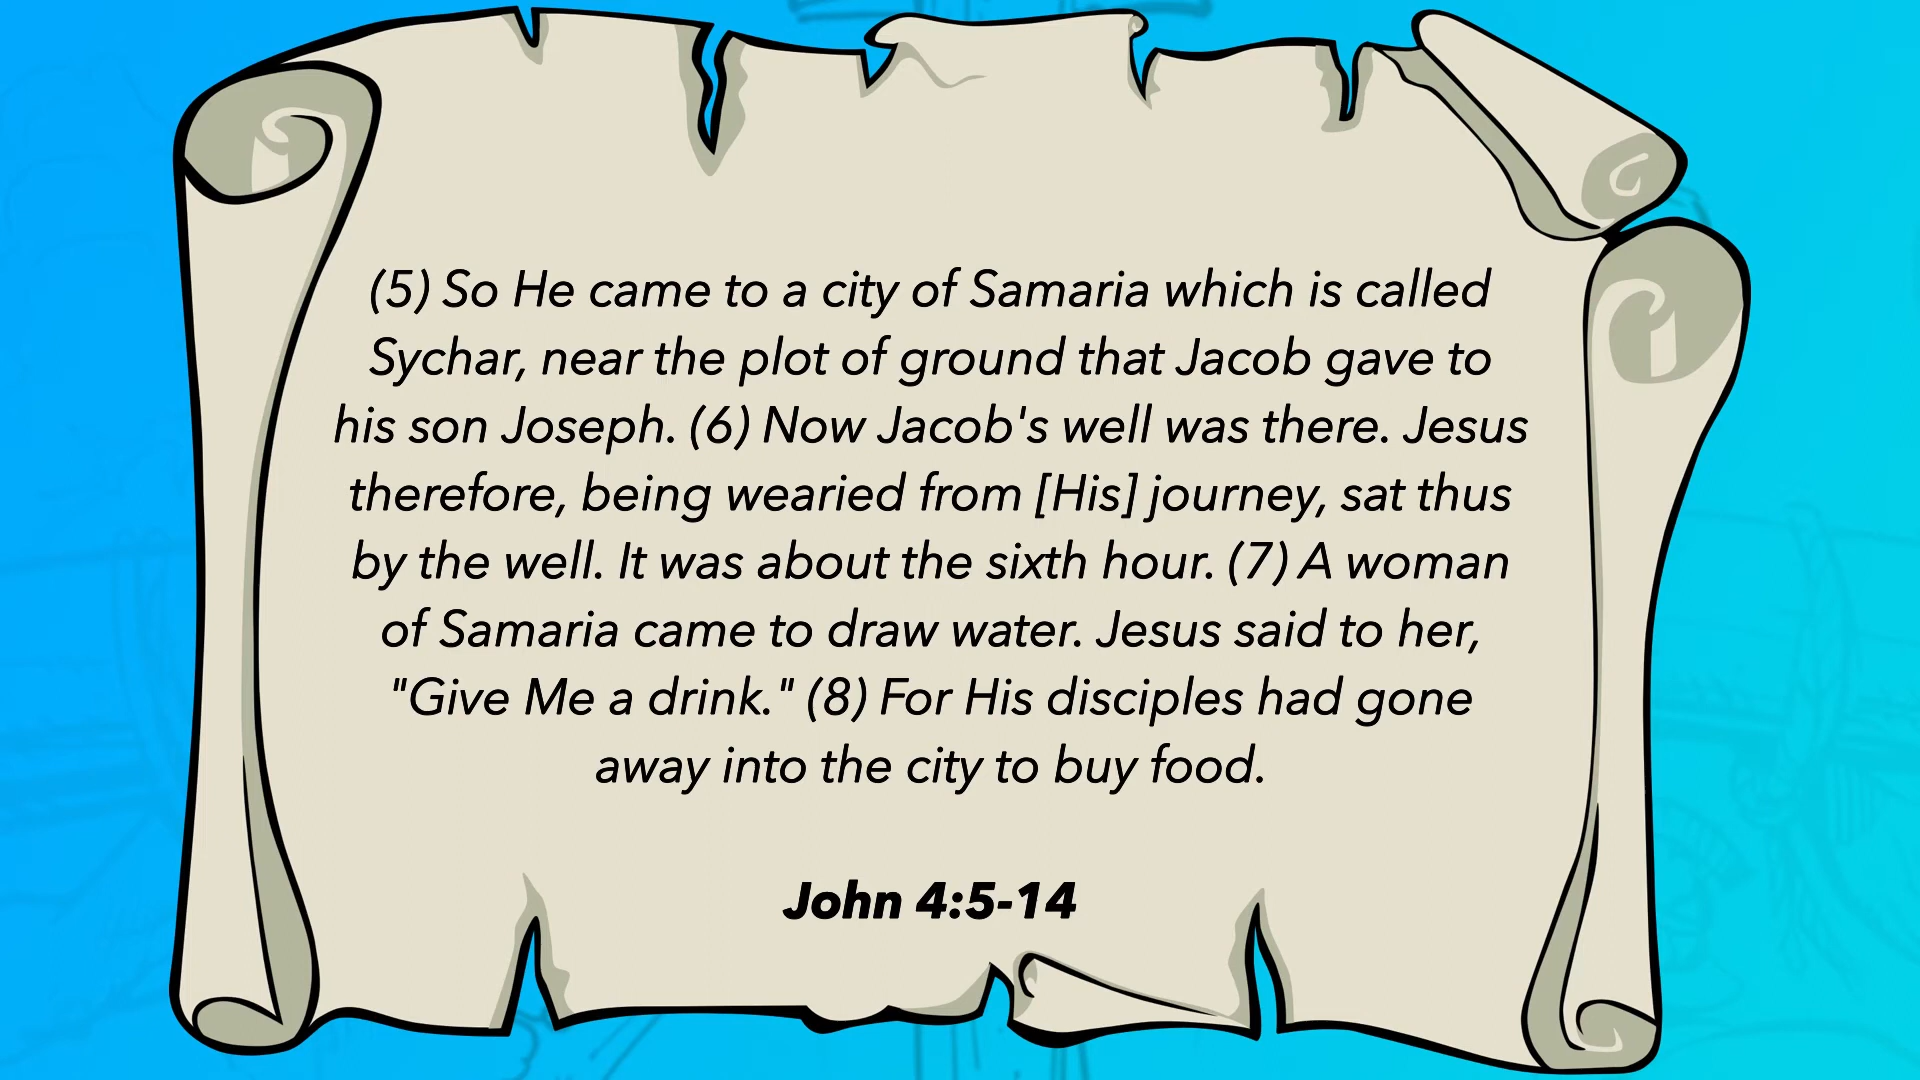 (5) So He came to a city of Samaria which is called
Sychar, near the plot of ground that Jacob gave to
his son Joseph. (6) Now Jacob's well was there. Jesus
therefore, being wearied from [His] journey, sat thus
by the well. It was about the sixth hour. (7) A woman
of Samaria came to draw water. Jesus said to her,
"Give Me a drink." (8) For His disciples had gone
away into the city to buy food.
John 4:5-14